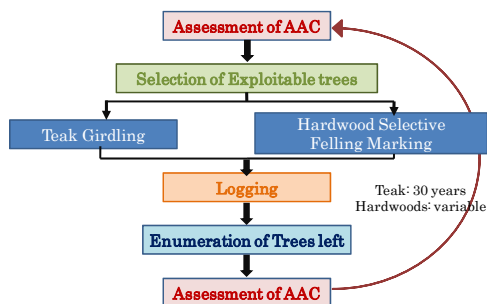 Assessment of AAC
Selection of Exploitable trees
Teak Girdling
Hardwood Selective
Felling Marking
Logging
Teak: 30 years
Hardwoods: variable
Enumeration of Trees left
Assessment of AAC